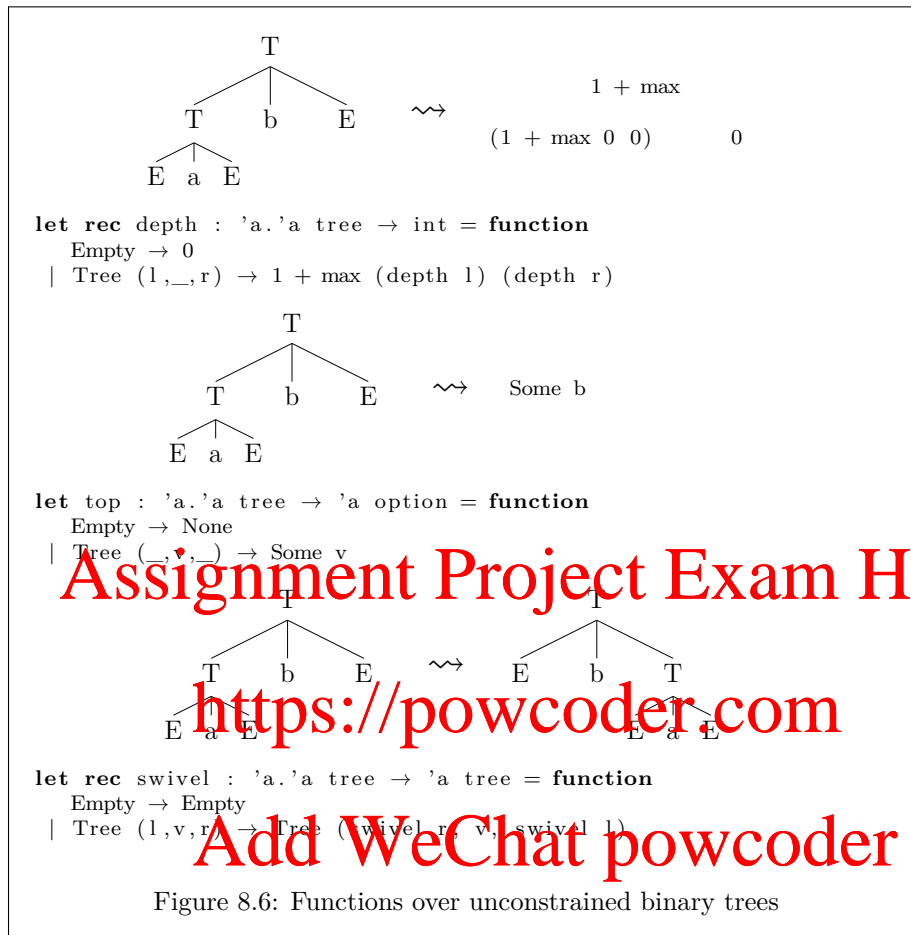 T
1 + max
T b E ⇝
(1 + max 0 0) 0
E a E
let rec depth : 'a.'a tree → int = function
Empty → 0
| Tree (l,_,r) → 1 + max (depth l) (depth r)
T
T b E ⇝ Some b
E a E
let top : 'a.'a tree → 'a option = function
Empty → None
| Tree (_,v,_) → Some v
Assignment Project Exam H
T T
T b E ⇝ E b T
https://powcoder.com
E a E E a E
let rec swivel : 'a.'a tree → 'a tree = function
Empty → Empty
| Tree (l,v,r) → Tree (swivel r, v, swivel l)
Add WeChat powcoder
Figure 8.6: Functions over unconstrained binary trees